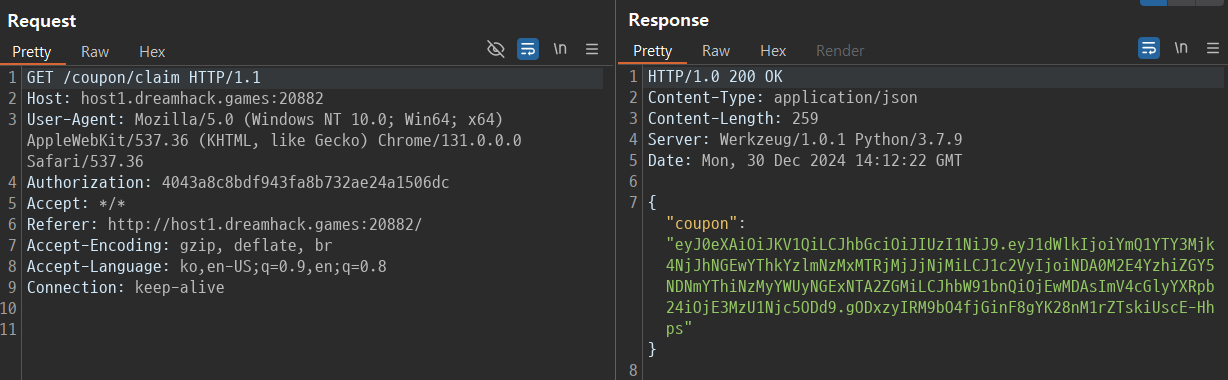 Request
Pretty Raw Hex \n
1 GET /coupon/claim HTTP/1.1
2 Host: host1.dreamhack.games:20882
3 User-Agent: Mozilla/5.0 (Windows NT 10.0; Win64; x64)
AppleWebKit/537.36 (KHTML, like Gecko) Chrome/131.0.0.0
Safari/537.36
4 Authorization: 4043a8c8bdf943fa8b732ae24a1506dc
5 Accept: */*
6 Referer: http://host1.dreamhack.games:20882/
7 Accept-Encoding: gzip, deflate, br
8 Accept-Language: ko,en-US;q=0.9,en;q=0.8
9 Connection: keep-alive
10
11
Response
Pretty Raw Hex Render \n
1 HTTP/1.0 200 OK
2 Content-Type: application/json
3 Content-Length: 259
4 Server: Werkzeug/1.0.1 Python/3.7.9
5 Date: Mon, 30 Dec 2024 14:12:22 GMT
6
7 {
"coupon":
"eyJ0eXAiOiJKV1QiLCJhbGciOiJIUzI1NiJ9.eyJ1dWlkIjoiYmQ1YTY3Mjk
4NjJhNGEwYThkYzlmNzMxMTRjMjJjNjMiLCJ1c2VyIjoiNDA0M2E4YzhiZGY5
NDNmYThiNzMyYWUyNGExNTA2ZGMiLCJhbW91bnQiOjEwMDAsImV4cGlyYXRpb
24iOjE3MzU1Njc5ODd9.gODxzyIRM9bO4fjGinF8gYK28nM1rZTskiUscE-Hh
ps"
}
8